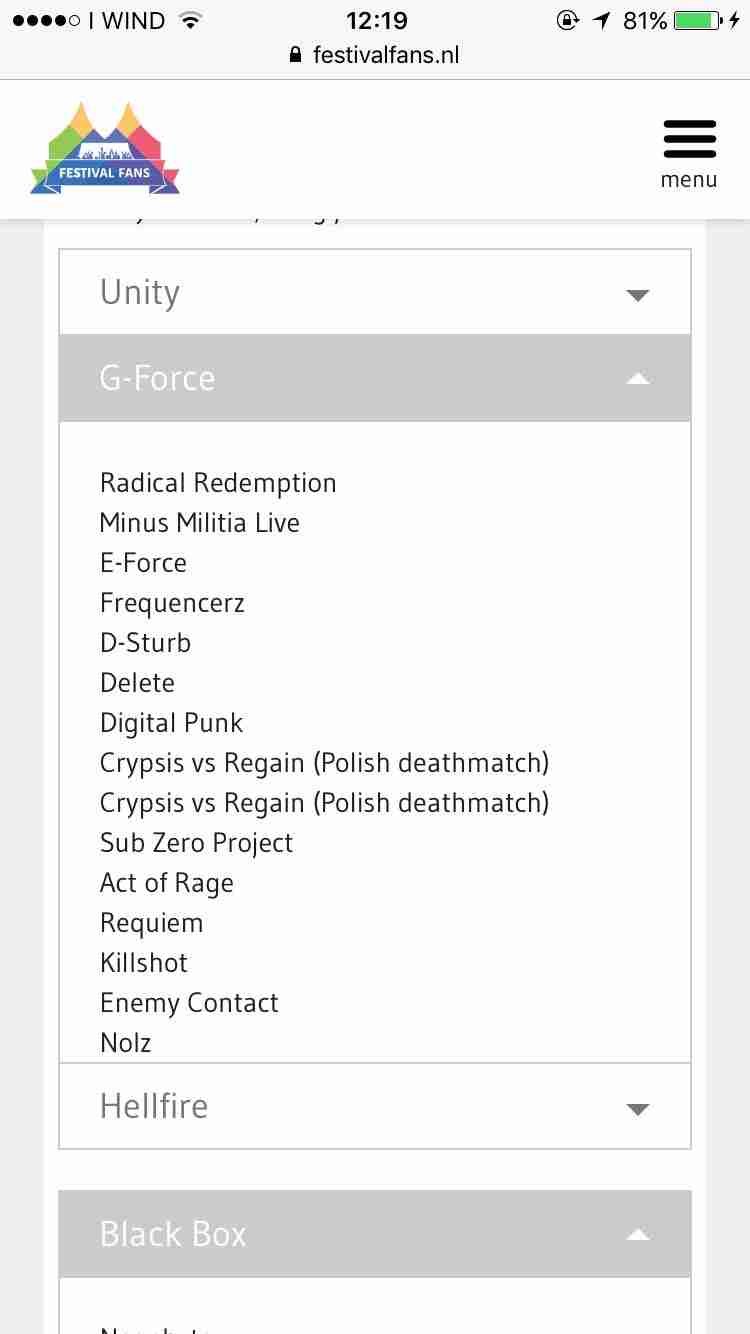 I WIND 12:19 81%
festivalfans.nl
FESTIVAL FANS
menu
Unity
G-Force
Radical Redemption
Minus Militia Live
E-Force
Frequencerz
D-Sturb
Delete
Digital Punk
Crypsis vs Regain (Polish deathmatch)
Crypsis vs Regain (Polish deathmatch)
Sub Zero Project
Act of Rage
Requiem
Killshot
Enemy Contact
Nolz
Hellfire
Black Box